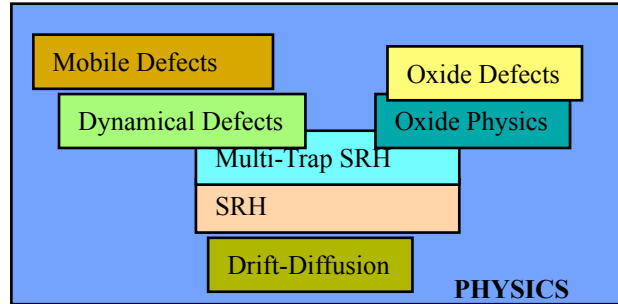 Mobile Defects
Oxide Defects
Dynamical Defects
Oxide Physics
Multi-Trap SRH
SRH
Drift-Diffusion
PHYSICS